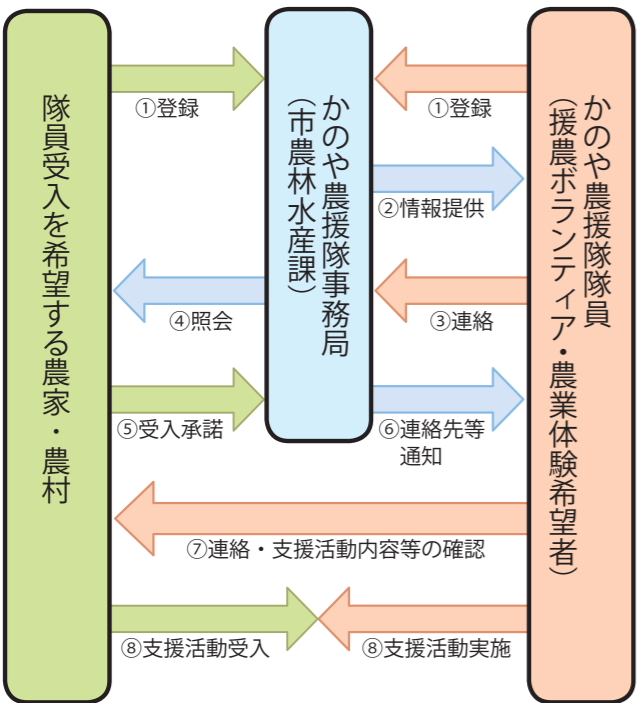 隊員受入を希望する農家・農村
かのや農援隊事務局
(市農林水産課)
かのや農援隊隊員
(援農ボランティア・農業体験希望者)
①登録
①登録
②情報提供
③連絡
④照会
⑤受入承諾
⑥連絡先等
通知
⑦連絡・支援活動内容等の確認
⑧支援活動受入
⑧支援活動実施